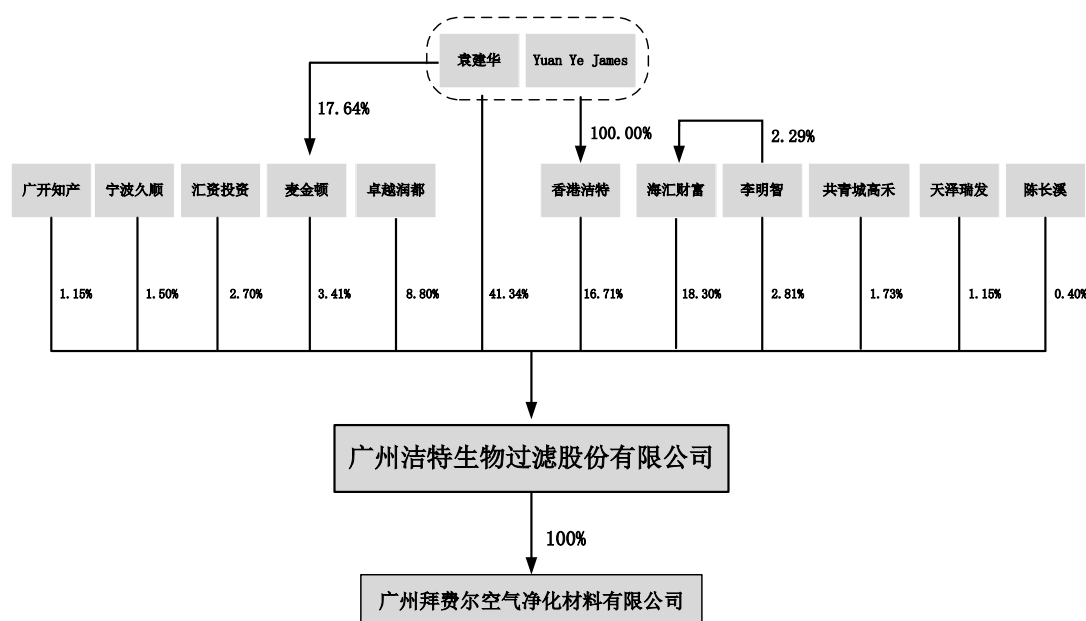 袁建华
Yuan Ye James
17.64%
100.00%
2.29%
广开知产
宁波久顺
汇资投资
麦金顿
卓越润都
香港洁特
海汇财富
李明智
共青城高禾
天泽瑞发
陈长溪
1.15%
1.50%
2.70%
3.41%
8.80%
41.34%
16.71%
18.30%
2.81%
1.73%
1.15%
0.40%
广州洁特生物过滤股份有限公司
100%
广州拜费尔空气净化材料有限公司